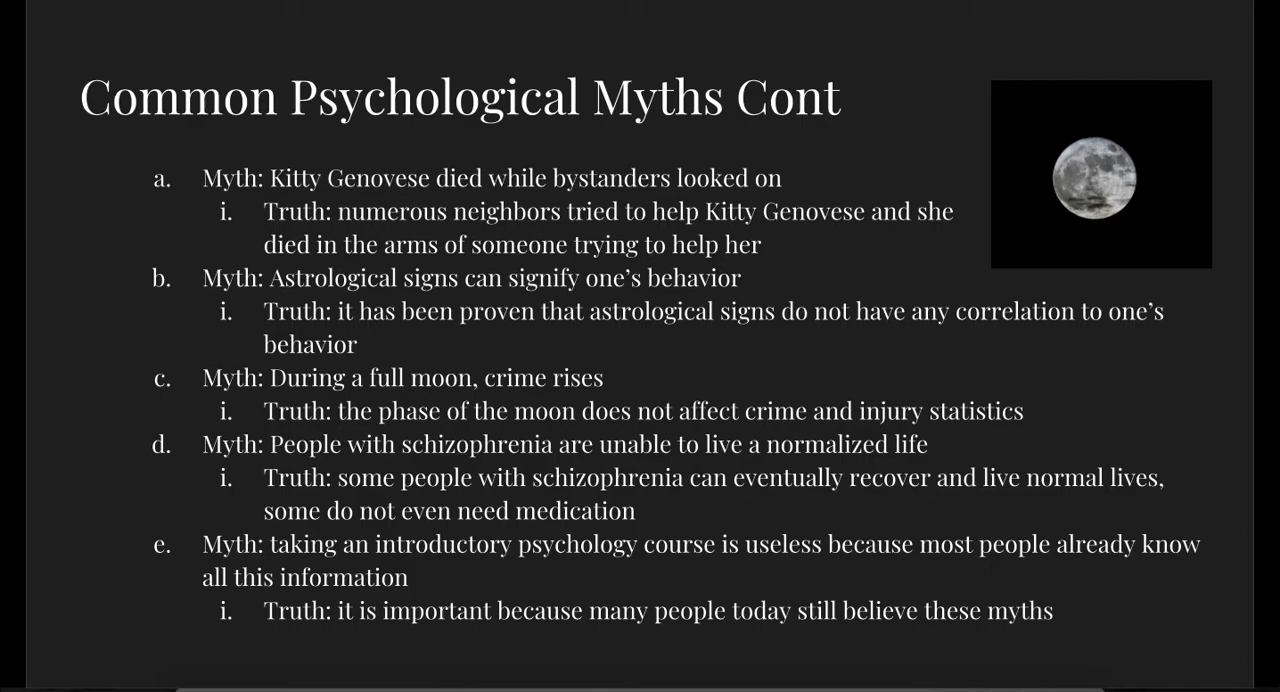 Common Psychological Myths Cont
a. Myth: Kitty Genovese died while bystanders looked on
i. Truth: numerous neighbors tried to help Kitty Genovese and she
died in the arms of someone trying to help her
b. Myth: Astrological signs can signify one’s behavior
i. Truth: it has been proven that astrological signs do not have any correlation to one’s
behavior
c. Myth: During a full moon, crime rises
i. Truth: the phase of the moon does not affect crime and injury statistics
d. Myth: People with schizophrenia are unable to live a normalized life
i. Truth: some people with schizophrenia can eventually recover and live normal lives,
some do not even need medication
e. Myth: taking an introductory psychology course is useless because most people already know
all this information
i. Truth: it is important because many people today still believe these myths